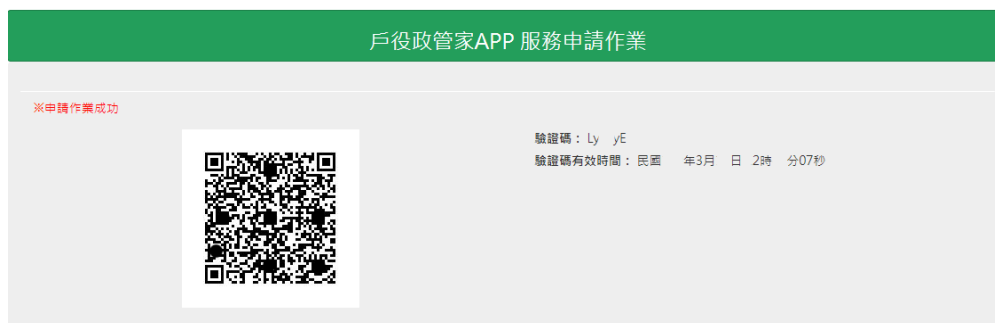 戶役政管家APP 服務申請作業
※申請作業成功
驗證碼： Ly yE
驗證碼有效時間： 民國 年3月 日 2時 分07秒